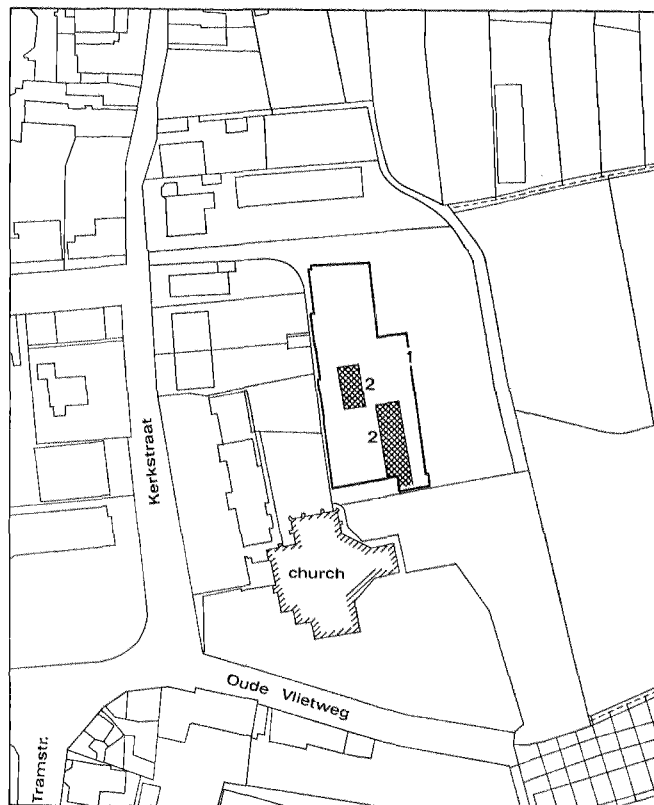 1
2
2
Kerkstraat
church
Oude Vlietweg
Tramstr.